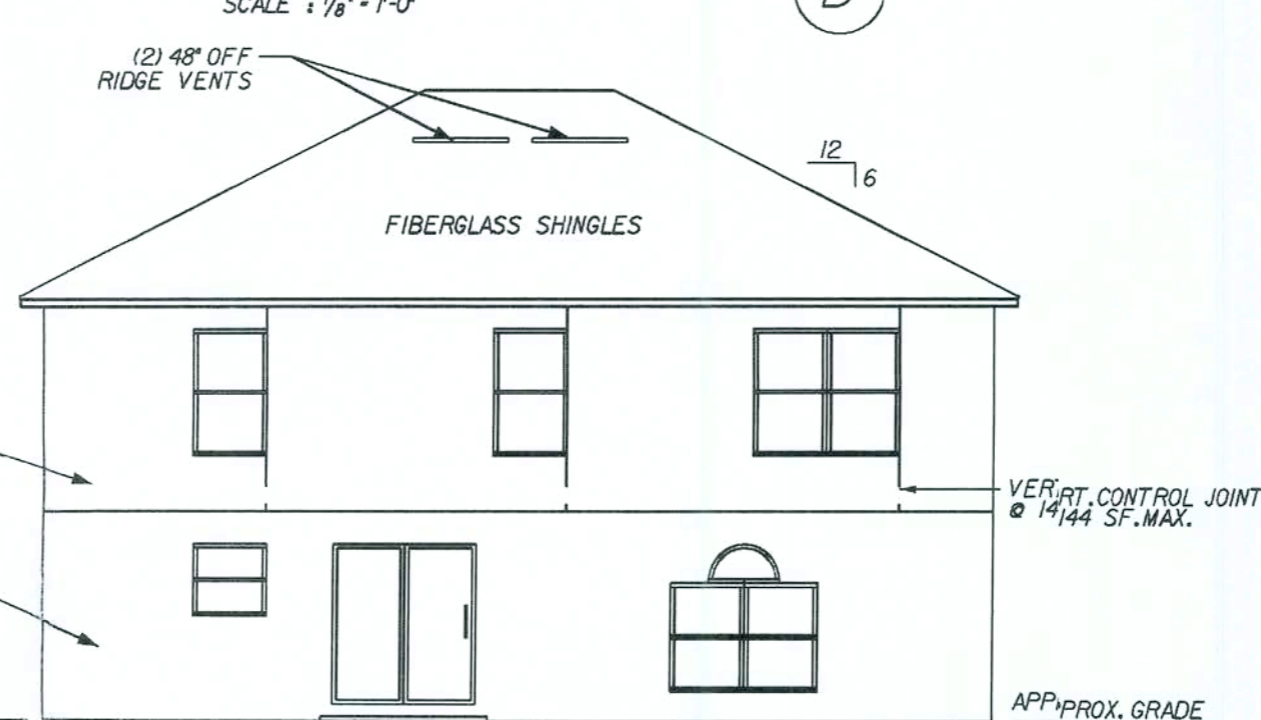 SCALE : 1/8" = 1'-0"
(2) 48" OFF
RIDGE VENTS
12
6
FIBERGLASS SHINGLES
VERT. CONTROL JOINT
@ 144 SF. MAX.
APPROX. GRADE